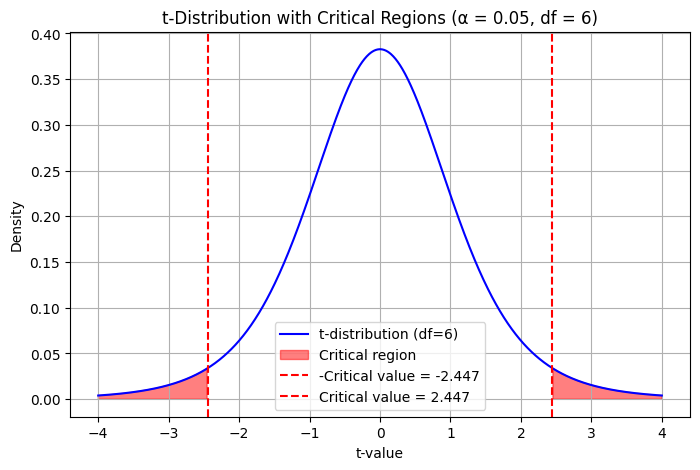 t-Distribution with Critical Regions (α = 0.05, df = 6)
0.40
0.35
0.30
0.25
0.20
0.15
0.10
0.05
0.00
Density
t-distribution (df=6)
Critical region
-Critical value = -2.447
Critical value = 2.447
−4
−3
−2
−1
0
1
2
3
4
t-value